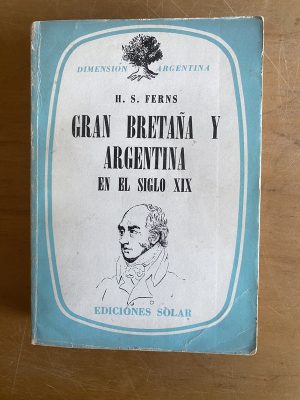 DIMENSIÓN ARGENTINA
H. S. FERNS
GRAN BRETAÑA Y
ARGENTINA
EN EL SIGLO XIX
EDICIONES SOLAR